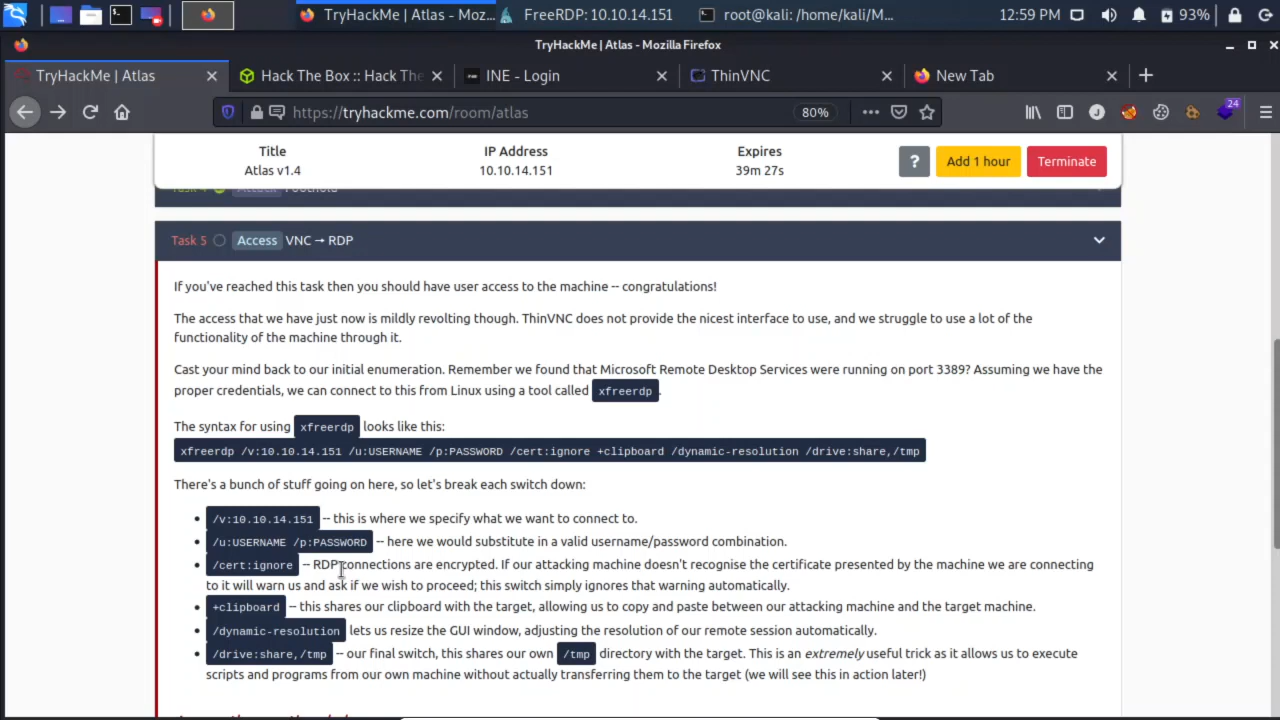 TryHackMe | Atlas - Moz...
FreeRDP: 10.10.14.151
root@kali: /home/kali/M...
12:59 PM
93%
TryHackMe | Atlas - Mozilla Firefox
TryHackMe | Atlas
Hack The Box :: Hack The
INE - Login
ThinVNC
New Tab
https://tryhackme.com/room/atlas
80%
24
Title
IP Address
Expires
Atlas v1.4
10.10.14.151
39m 27s
?
Add 1 hour
Terminate
Task 5
Access
VNC → RDP
If you've reached this task then you should have user access to the machine -- congratulations!
The access that we have just now is mildly revolting though. ThinVNC does not provide the nicest interface to use, and we struggle to use a lot of the
functionality of the machine through it.
Cast your mind back to our initial enumeration. Remember we found that Microsoft Remote Desktop Services were running on port 3389? Assuming we have the
proper credentials, we can connect to this from Linux using a tool called xfreerdp.
The syntax for using xfreerdp looks like this:
xfreerdp /v:10.10.14.151 /u:USERNAME /p:PASSWORD /cert:ignore +clipboard /dynamic-resolution /drive:share,/tmp
There's a bunch of stuff going on here, so let's break each switch down:
• /v:10.10.14.151 -- this is where we specify what we want to connect to.
• /u:USERNAME /p:PASSWORD -- here we would substitute in a valid username/password combination.
• /cert:ignore -- RDP connections are encrypted. If our attacking machine doesn't recognise the certificate presented by the machine we are connecting
to it will warn us and ask if we wish to proceed; this switch simply ignores that warning automatically.
• +clipboard -- this shares our clipboard with the target, allowing us to copy and paste between our attacking machine and the target machine.
• /dynamic-resolution lets us resize the GUI window, adjusting the resolution of our remote session automatically.
• /drive:share,/tmp -- our final switch, this shares our own /tmp directory with the target. This is an extremely useful trick as it allows us to execute
scripts and programs from our own machine without actually transferring them to the target (we will see this in action later!)